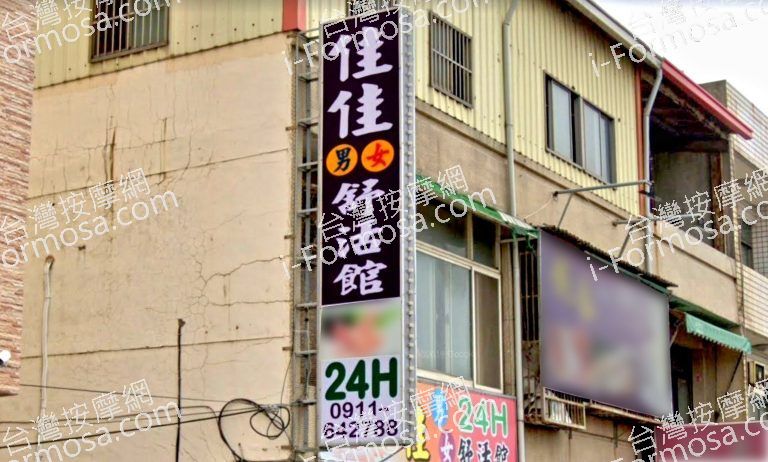 佳佳
男女
舒活館
24H
0911-
642788
24H
佳
女
舒活館
台灣按摩網
i-Formosa.com